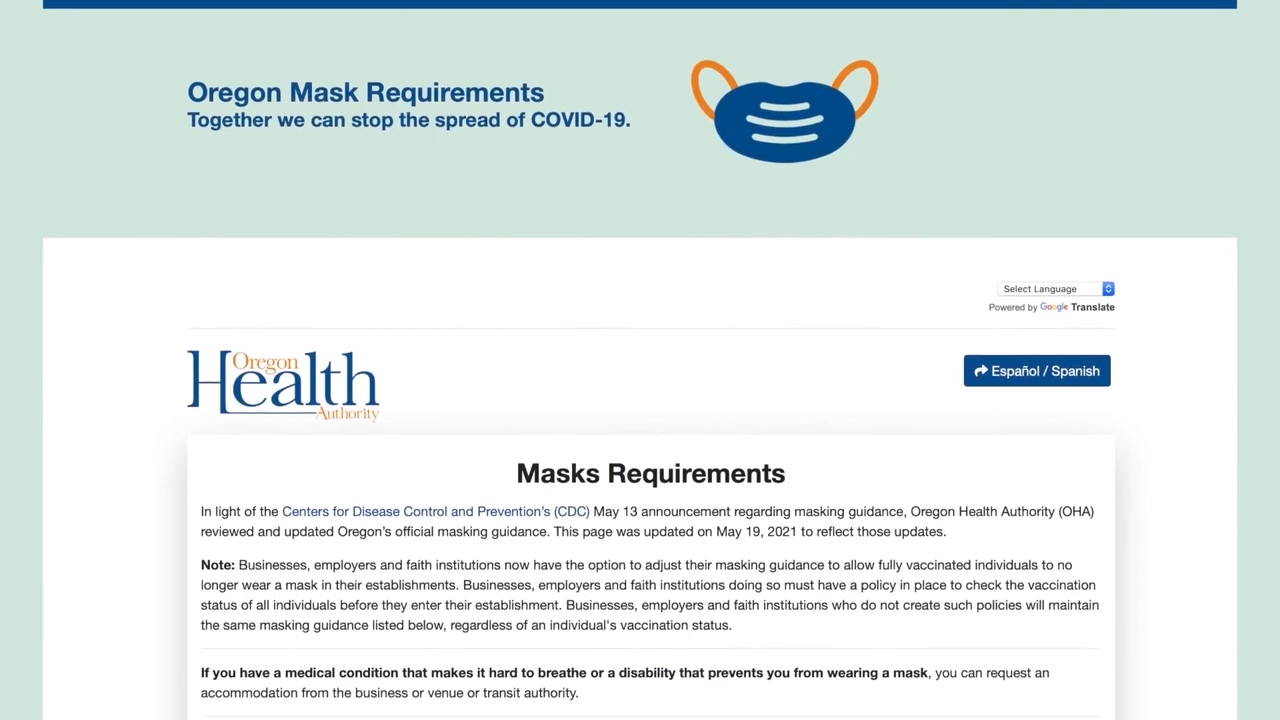 Oregon Mask Requirements
Together we can stop the spread of COVID-19.
Select Language
Powered by Google Translate
Oregon
Health
Authority
Español / Spanish
Masks Requirements
In light of the Centers for Disease Control and Prevention's (CDC) May 13 announcement regarding masking guidance, Oregon Health Authority (OHA)
reviewed and updated Oregon's official masking guidance. This page was updated on May 19, 2021 to reflect those updates.
Note: Businesses, employers and faith institutions now have the option to adjust their masking guidance to allow fully vaccinated individuals to no
longer wear a mask in their establishments. Businesses, employers and faith institutions doing so must have a policy in place to check the vaccination
status of all individuals before they enter their establishment. Businesses, employers and faith institutions who do not create such policies will maintain
the same masking guidance listed below, regardless of an individual's vaccination status.
If you have a medical condition that makes it hard to breathe or a disability that prevents you from wearing a mask, you can request an
accommodation from the business or venue or transit authority.